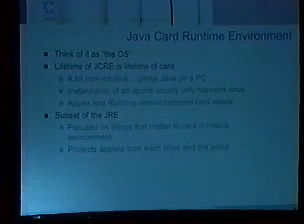 C
Java Card Runtime Environment
Think of it as "the OS"
Lifetime of JCRE is lifetime of card
A bit non-intuitive... unlike Java on a PC
Instantiation of an applet usually only happens once
Applet and Runtime remain between card resets
Subset of the JRE
Focused on things that matter to card in hostile
environment
Protects applets from each other and the world